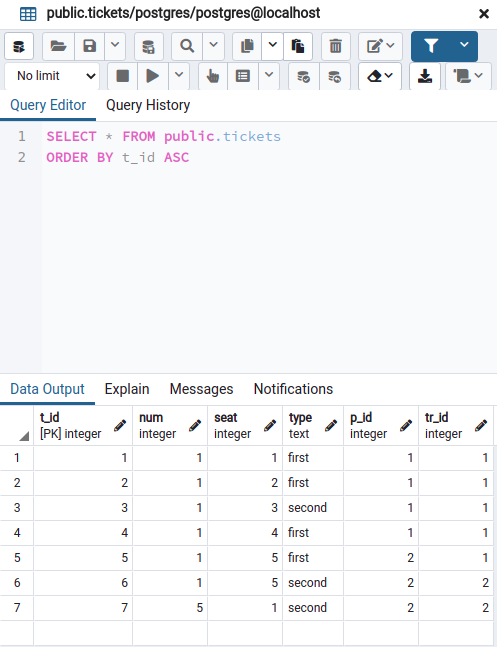 public.tickets/postgres/postgres@localhost
No limit
Query Editor Query History
1 SELECT * FROM public.tickets
2 ORDER BY t_id ASC
Data Output Explain Messages Notifications
t_id num seat type p_id tr_id
[PK] integer integer integer text integer integer
1 1 1 1 first 1 1
2 2 1 2 first 1 1
3 3 1 3 second 1 1
4 4 1 4 first 1 1
5 5 1 5 first 2 1
6 6 1 5 second 2 2
7 7 5 1 second 2 2